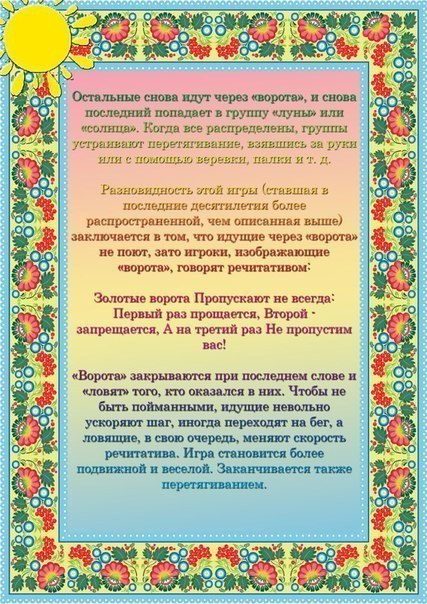 Остальные снова идут через «ворота», и снова
последний попадает в группу «луны» или
«солнца». Когда все распределены, группы
устраивают перетягивание, взявшись за руки
или с помощью веревки, палки и т. д.
Разновидность этой игры (ставшая в
последние десятилетия более
распространенной, чем описанная выше)
заключается в том, что идущие через «ворота»
не поют, зато игроки, изображающие
«ворота», говорят речитативом:
Золотые ворота Пропускают не всегда:
Первый раз прощается, Второй -
запрещается, А на третий раз Не пропустим
вас!
«Ворота» закрываются при последнем слове и
«ловят» того, кто оказался в них. Чтобы не
быть пойманными, идущие невольно
ускоряют шаг, иногда переходят на бег, а
ловящие, в свою очередь, меняют скорость
речитатива. Игра становится более
подвижной и веселой. Заканчивается также
перетягиванием.